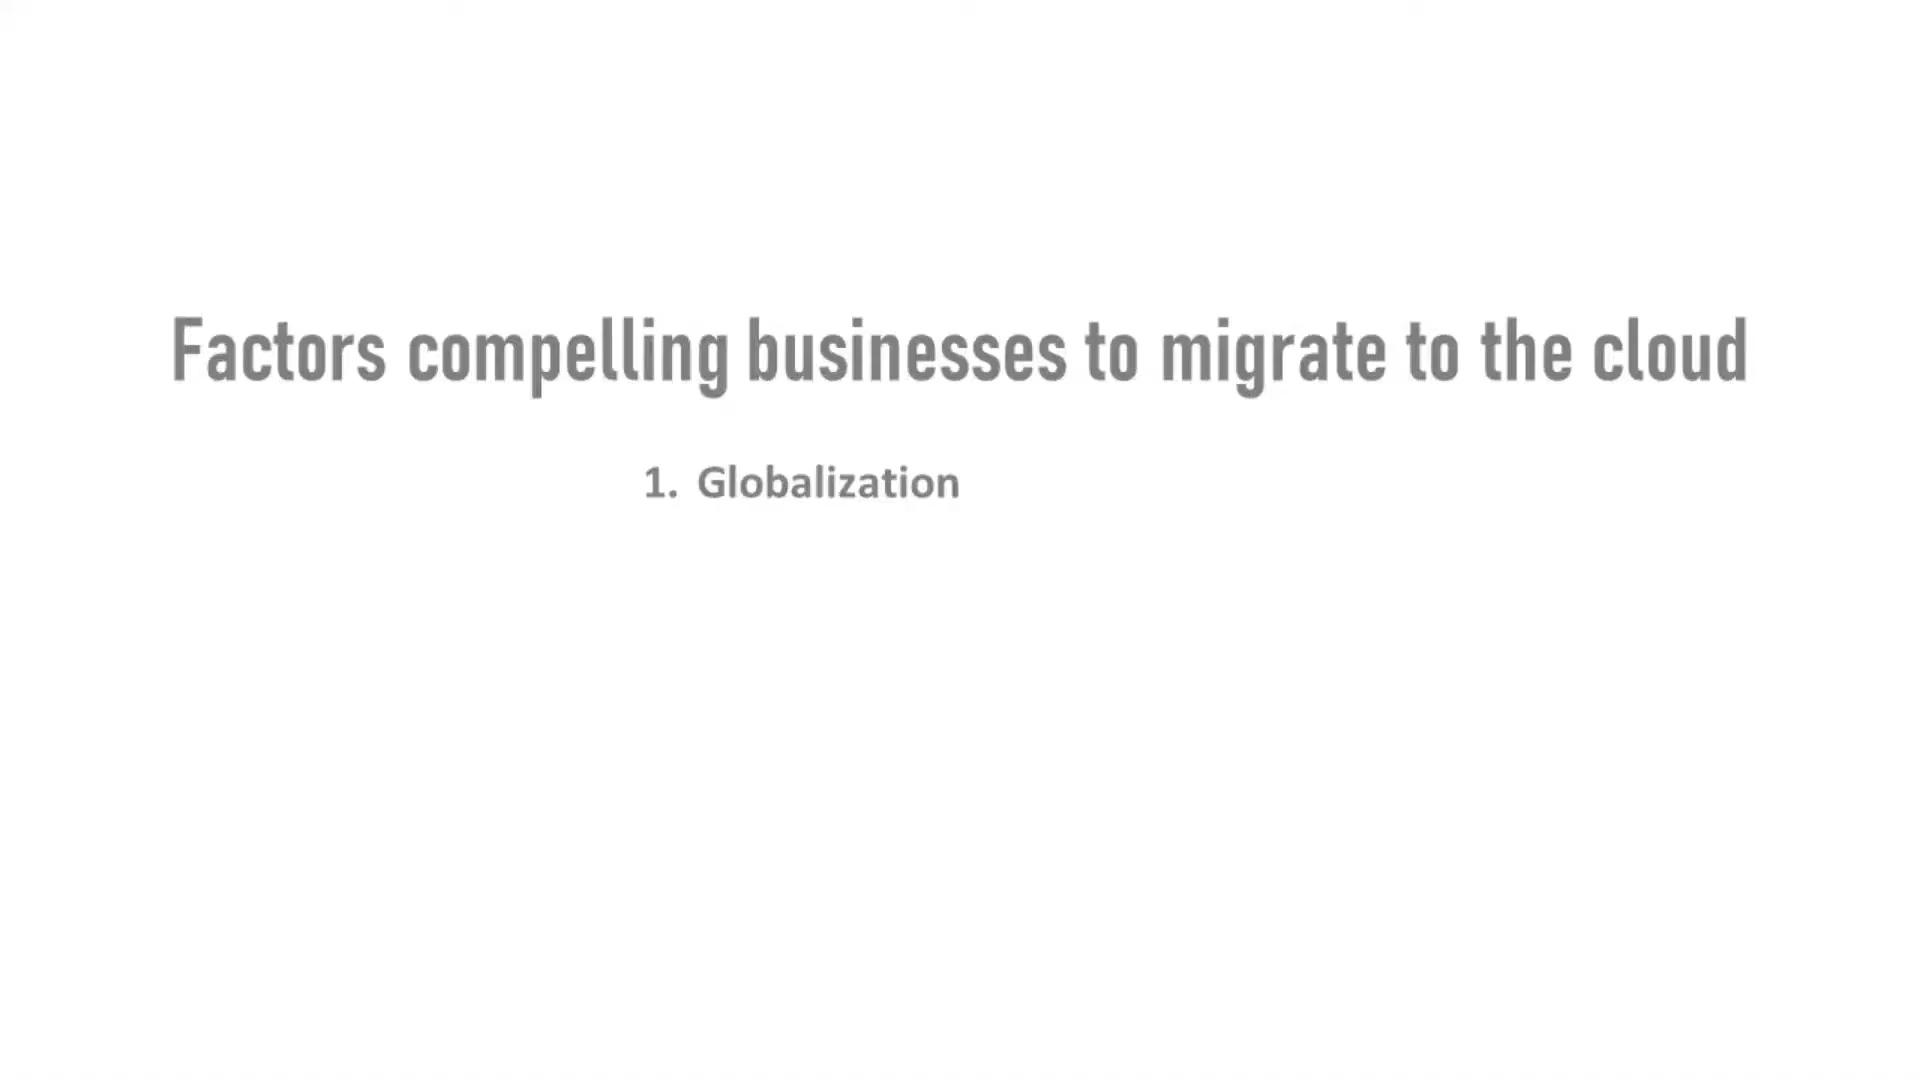 Factors compelling businesses to migrate to the cloud
1. Globalization